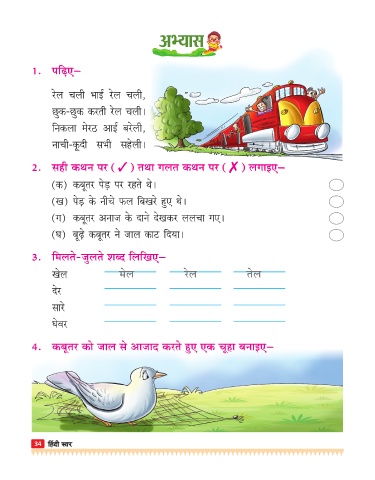 अभ्यास
1. पढ़िए–
रेल चली भाई रेल चली,
छुक-छुक करती रेल चली।
निकला मेरठ आई बरेली,
नाची-कूदी सभी सहेली।
2. सही कथन पर (✓) तथा गलत कथन पर (✗) लगाइए–
(क) कबूतर पेड़ पर रहते थे।
(ख) पेड़ के नीचे फल बिखरे हुए थे।
(ग) कबूतर अनाज के दाने देखकर ललचा गए।
(घ) बूढ़े कबूतर ने जाल काट दिया।
3. मिलते-जुलते शब्द लिखिए–
खेल मेल रेल तेल
देर
सारे
घेवर
4. कबूतर को जाल से आजाद करते हुए एक चूहा बनाइए–
34 हिंदी स्तर